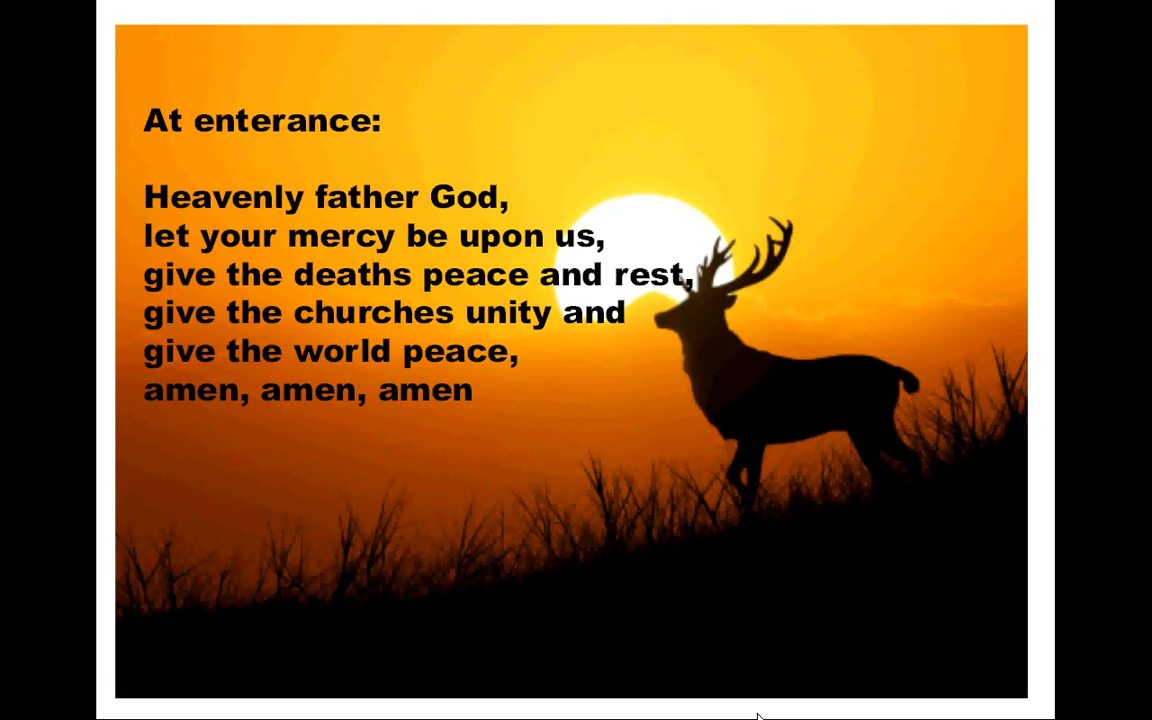 At enterance:
Heavenly father God,
let your mercy be upon us,
give the deaths peace and rest,
give the churches unity and
give the world peace,
amen, amen, amen